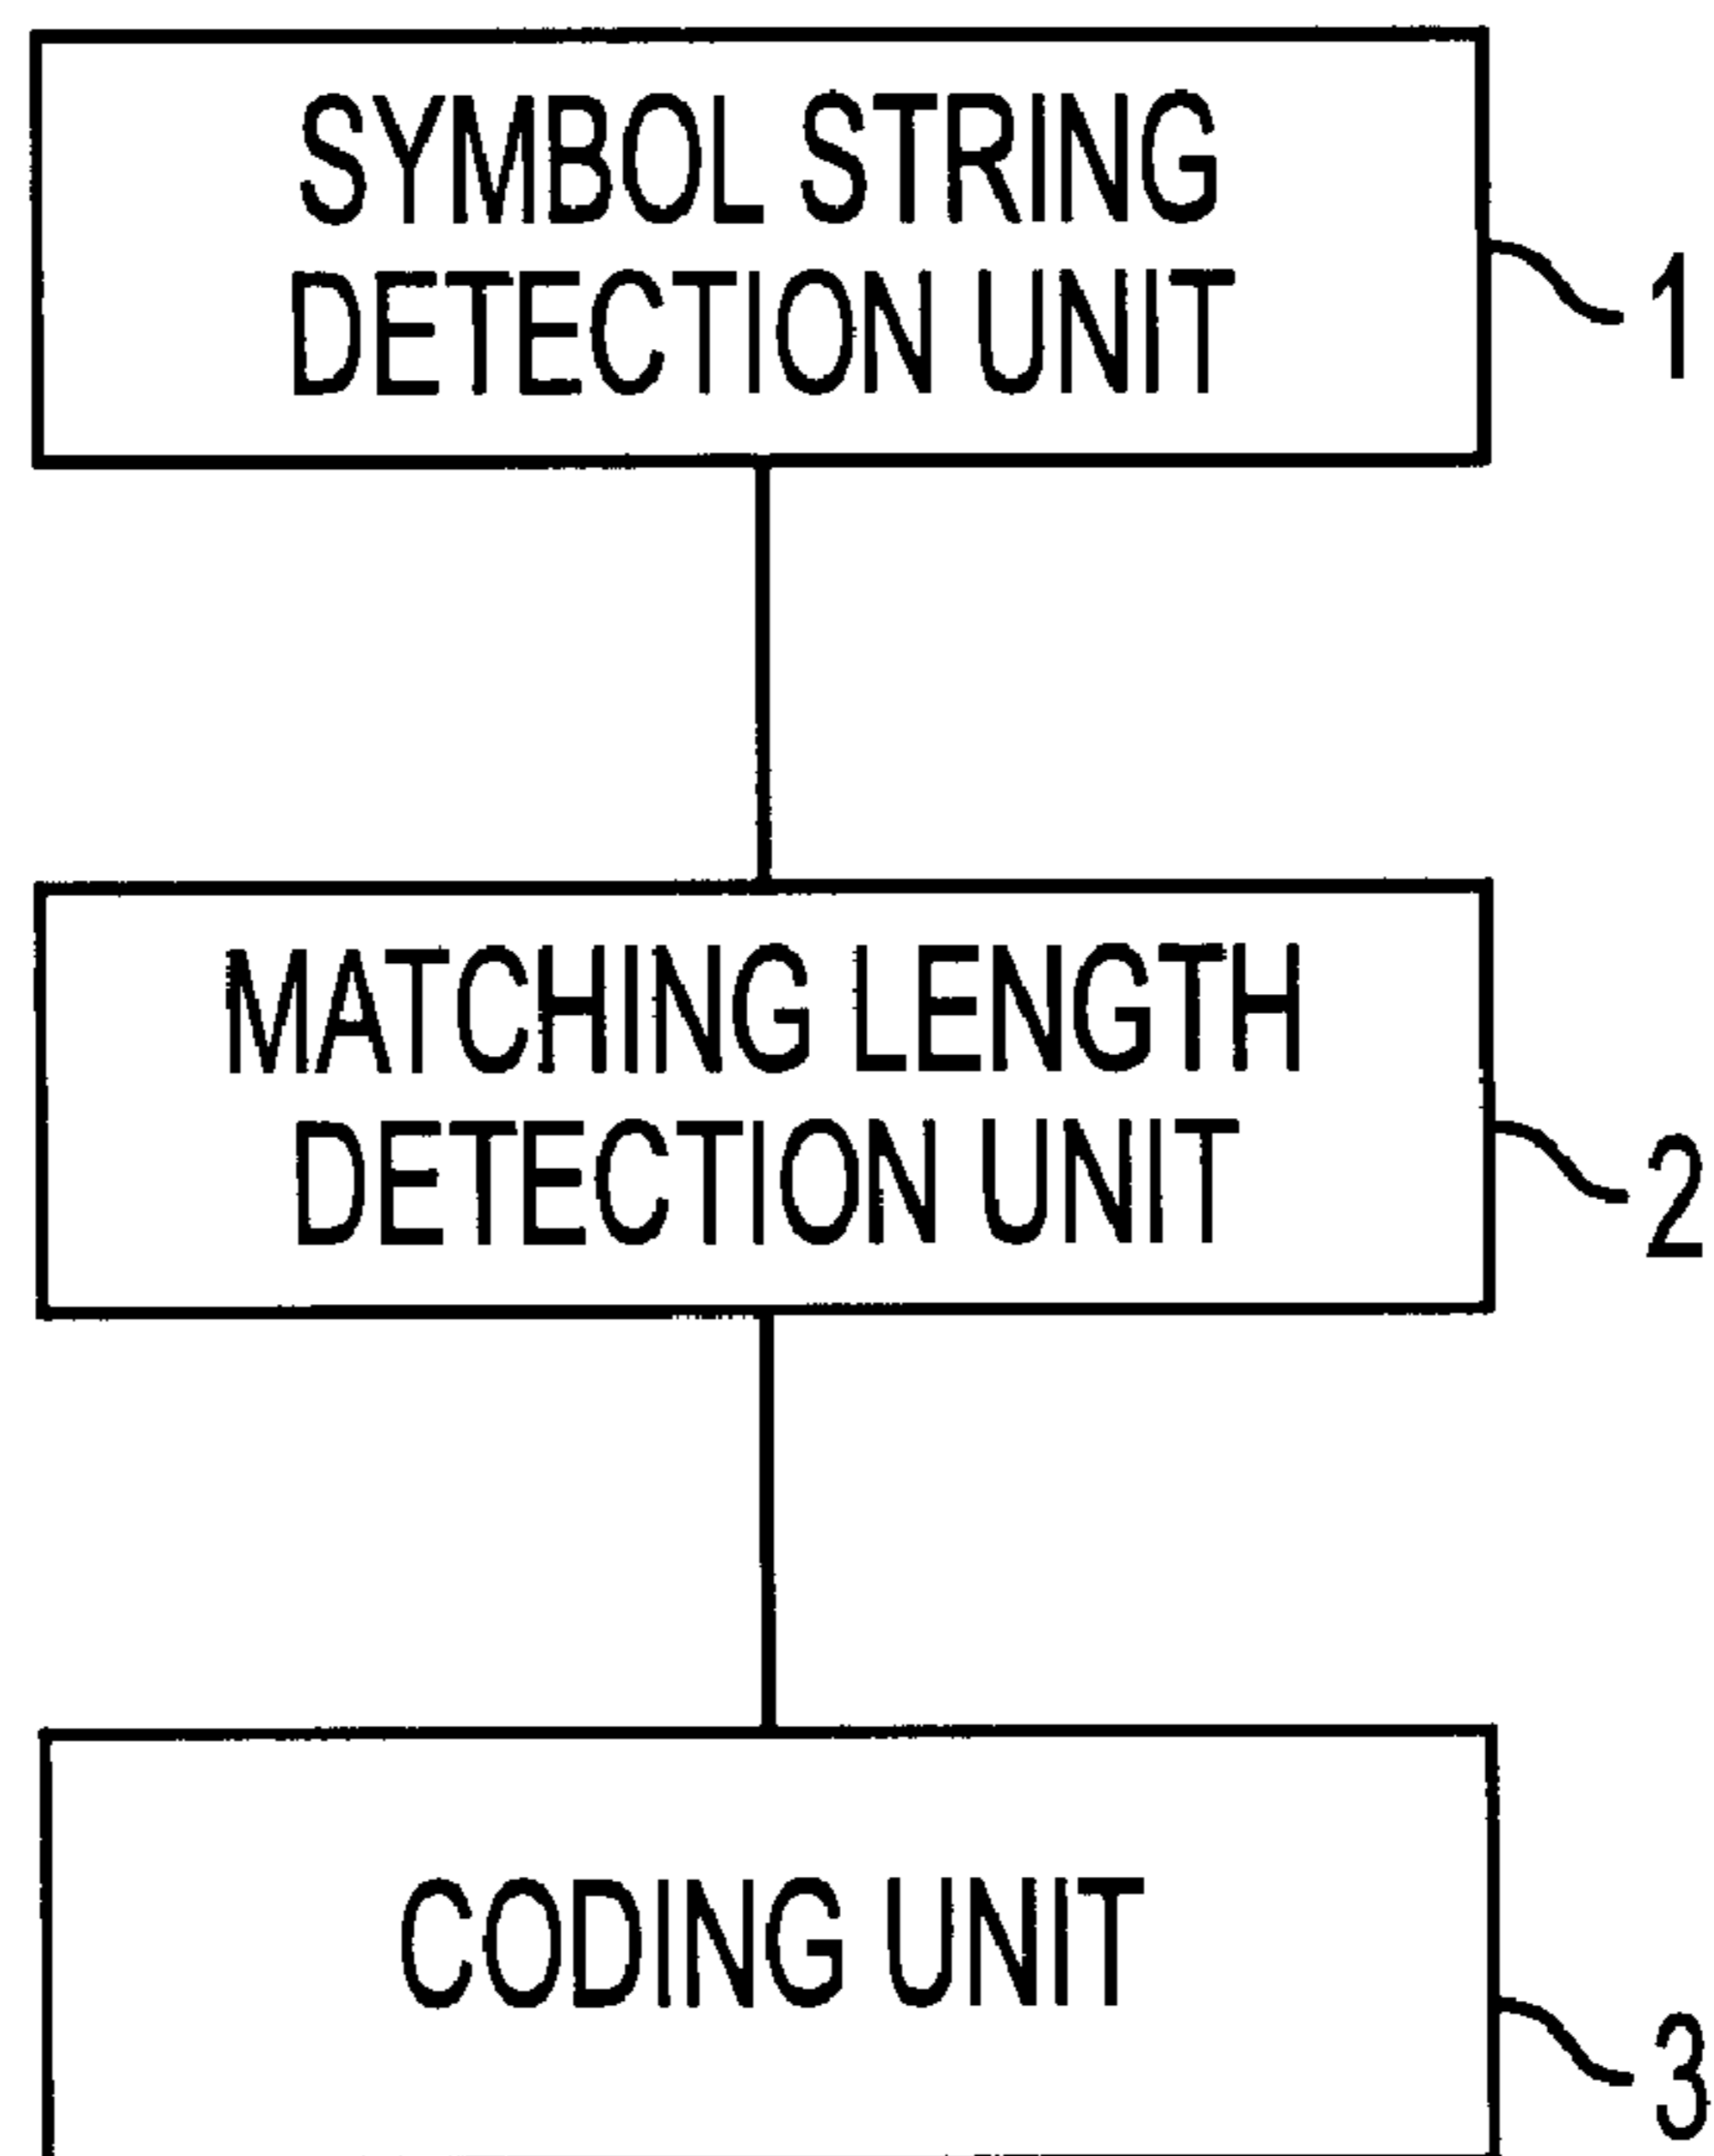 SYMBOL STRING
DETECTION UNIT
1
MATCHING LENGTH
DETECTION UNIT
2
CODING UNIT
3